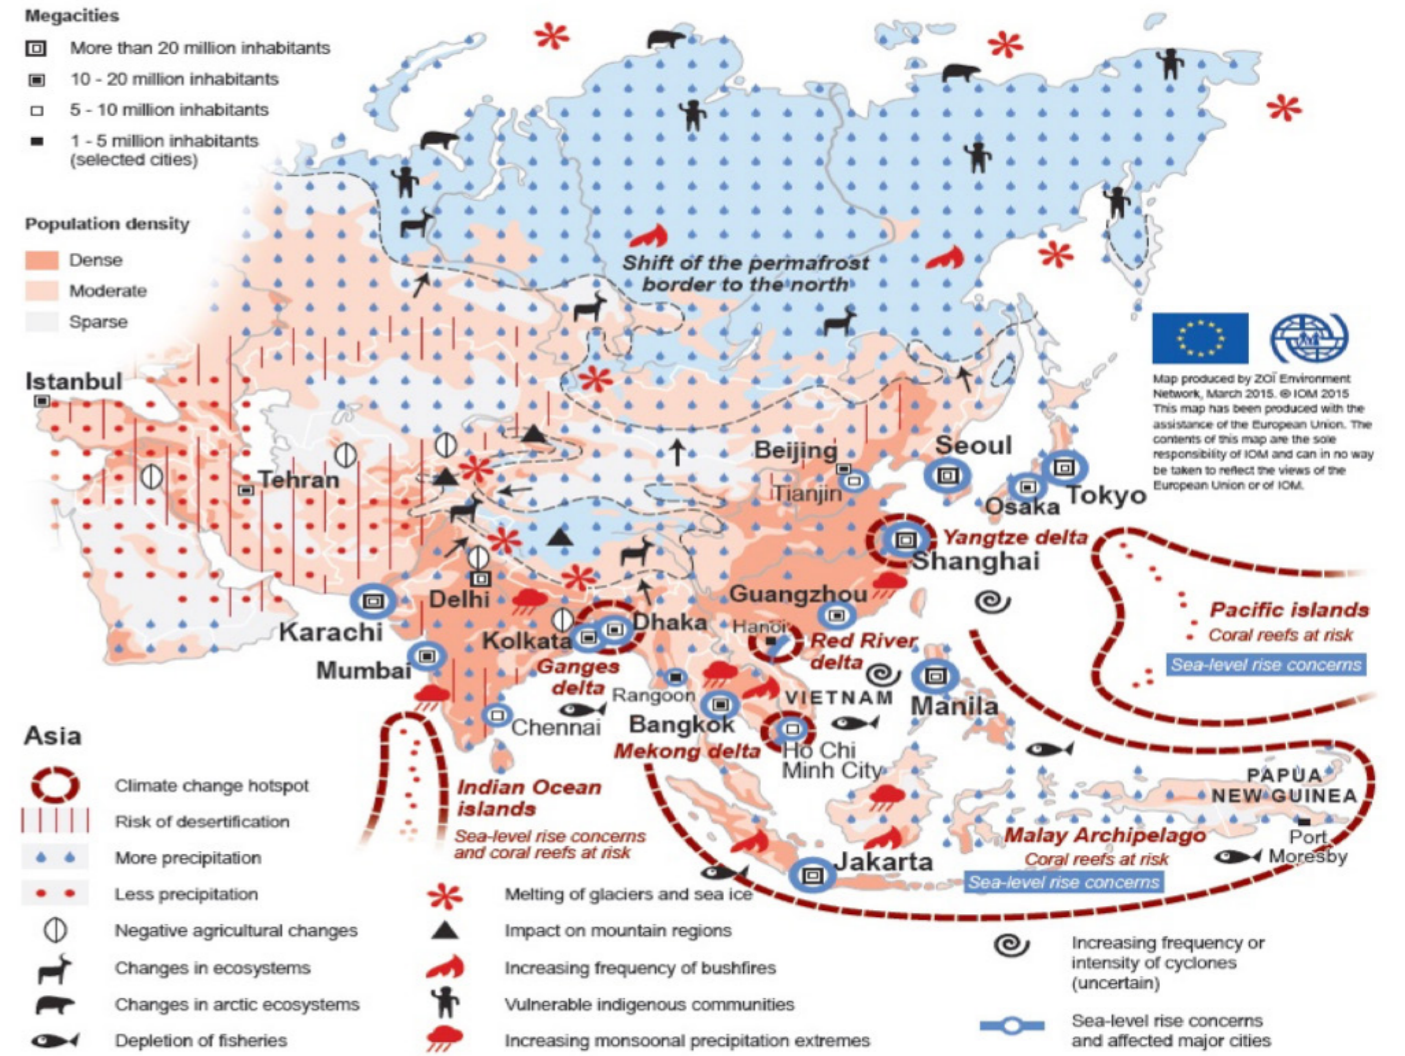 Megacities
More than 20 million inhabitants
10 - 20 million inhabitants
5 - 10 million inhabitants
1 - 5 million inhabitants
(selected cities)
Population density
Dense
Moderate
Sparse
Shift of the permafrost
border to the north
Map produced by ZOÏ Environment
Network, March 2015. © IOM 2015
This map has been produced with the
assistance of the European Union. The
contents of this map are the sole
responsibility of IOM and can in no way
be taken to reflect the views of the
European Union or of IOM.
Istanbul
Tehran
Beijing
Tianjin
Seoul
Osaka
Tokyo
Yangtze delta
Shanghai
Delhi
Karachi
Mumbai
Kolkata
Dhaka
Ganges
delta
Guangzhou
Hanoi
Red River
delta
Pacific islands
Coral reefs at risk
Sea-level rise concerns
Rangoon
Chennai
Bangkok
VIETNAM
Manila
Mekong delta
Ho Chi
Minh City
Indian Ocean
islands
Sea-level rise concerns
and coral reefs at risk
PAPUA
NEW GUINEA
Port
Moresby
Malay Archipelago
Coral reefs at risk
Sea-level rise concerns
Jakarta
Asia
Climate change hotspot
Risk of desertification
More precipitation
Less precipitation
Negative agricultural changes
Changes in ecosystems
Changes in arctic ecosystems
Depletion of fisheries
Melting of glaciers and sea ice
Impact on mountain regions
Increasing frequency of bushfires
Vulnerable indigenous communities
Increasing monsoonal precipitation extremes
Increasing frequency or
intensity of cyclones
(uncertain)
Sea-level rise concerns
and affected major cities